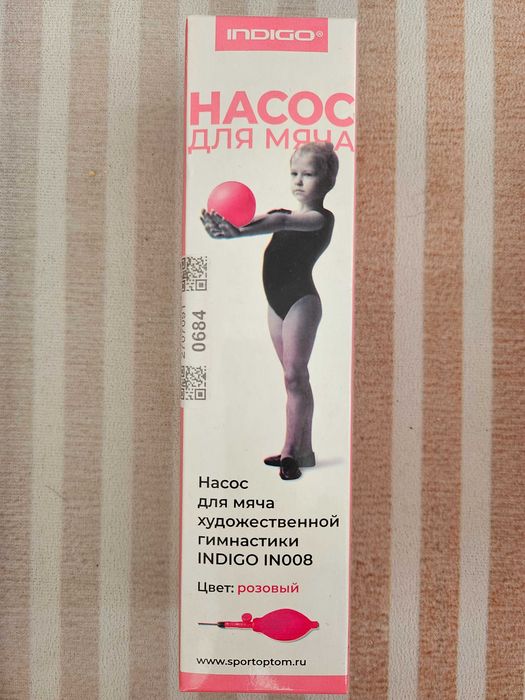 INDIGO®
НАСОС
ДЛЯ МЯЧА
0684
Насос
для мяча
художественной
гимнастики
INDIGO IN008
Цвет: розовый
www.sportoptom.ru